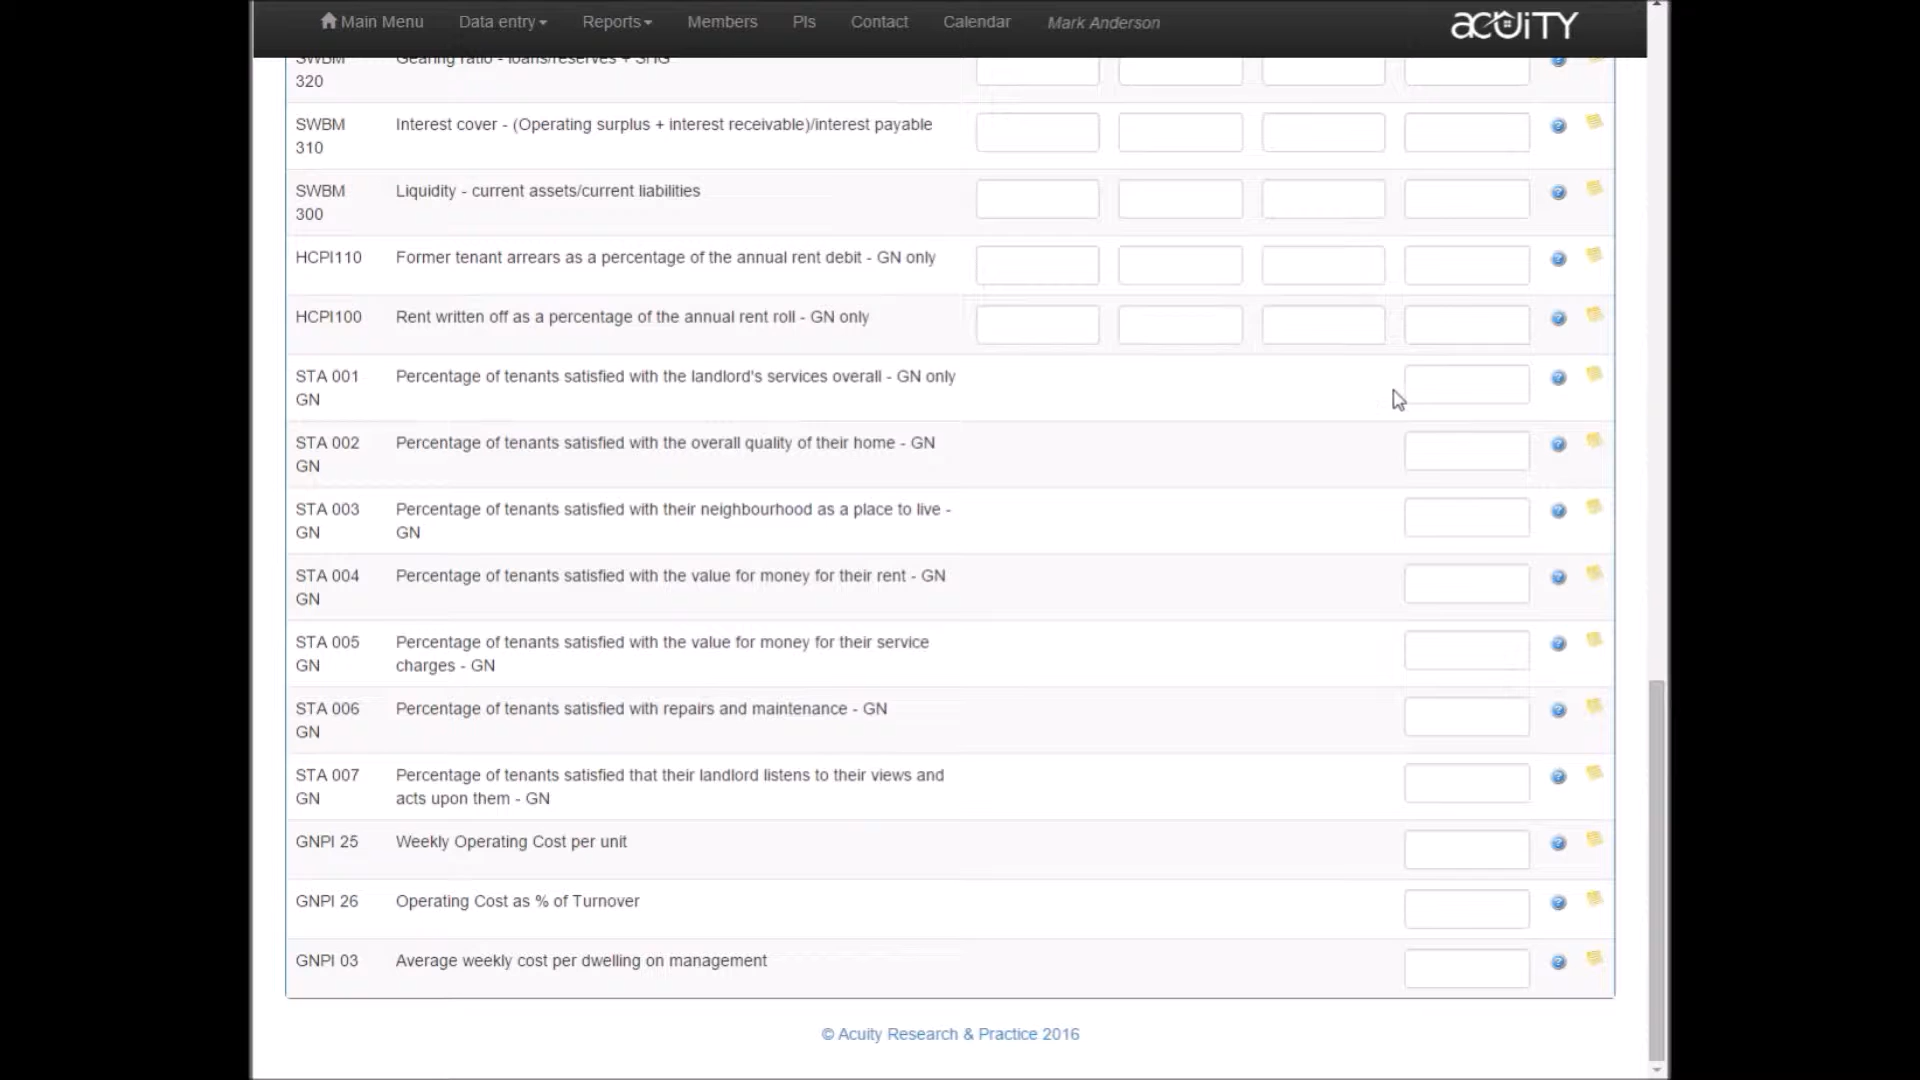 Main Menu Data entry Reports Members PIs Contact Calendar Mark Anderson acUiTY
SWBM Gearing ratio - loans/reserves + SHG
320
SWBM Interest cover - (Operating surplus + interest receivable)/interest payable
310
SWBM Liquidity - current assets/current liabilities
300
HCPI110 Former tenant arrears as a percentage of the annual rent debit - GN only
HCPI100 Rent written off as a percentage of the annual rent roll - GN only
STA 001 Percentage of tenants satisfied with the landlord's services overall - GN only
GN
STA 002 Percentage of tenants satisfied with the overall quality of their home - GN
GN
STA 003 Percentage of tenants satisfied with their neighbourhood as a place to live -
GN GN
STA 004 Percentage of tenants satisfied with the value for money for their rent - GN
GN
STA 005 Percentage of tenants satisfied with the value for money for their service
GN charges - GN
STA 006 Percentage of tenants satisfied with repairs and maintenance - GN
GN
STA 007 Percentage of tenants satisfied that their landlord listens to their views and
GN acts upon them - GN
GNPI 25 Weekly Operating Cost per unit
GNPI 26 Operating Cost as % of Turnover
GNPI 03 Average weekly cost per dwelling on management
© Acuity Research & Practice 2016